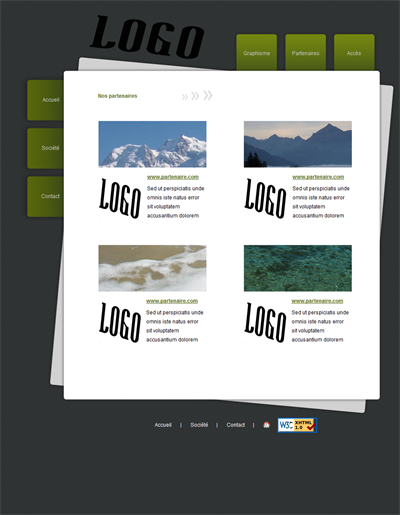 LOGO
Graphisme
Partenaires
Accès
Accueil
Société
Contact
Nos partenaires
www.partenaire.com
LOGO
Sed ut perspiciatis unde
omnis iste natus error
sit voluptatem
accusantium dolorem
www.partenaire.com
LOGO
Sed ut perspiciatis unde
omnis iste natus error
sit voluptatem
accusantium dolorem
www.partenaire.com
LOGO
Sed ut perspiciatis unde
omnis iste natus error
sit voluptatem
accusantium dolorem
www.partenaire.com
LOGO
Sed ut perspiciatis unde
omnis iste natus error
sit voluptatem
accusantium dolorem
Accueil | Société | Contact | W3C XHTML 1.0